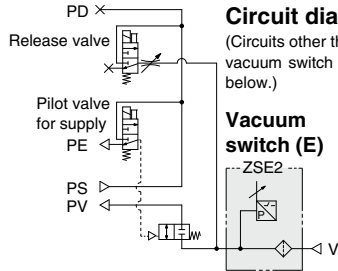 PD
Circuit dia
Release valve
(Circuits other th
vacuum switch
below.)
Pilot valve
for supply
Vacuum
switch (E)
PE
ZSE2
PS
PV
P
V